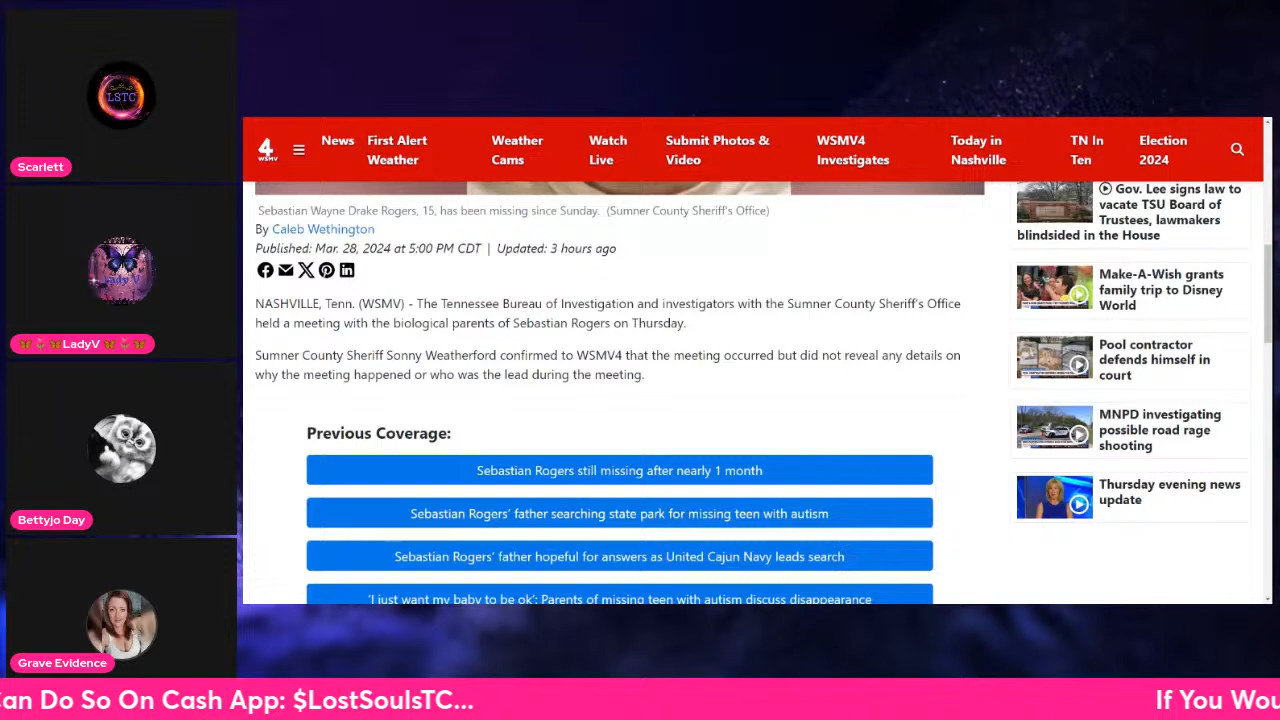 LSTC
Scarlett
Lady V
LadyV
Bettyjo Day
Grave Evidence
4
WSMV
News
First Alert
Weather
Weather
Cams
Watch
Live
Submit Photos &
Video
WSMV4
Investigates
Today in
Nashville
TN In
Ten
Election
2024
Sebastian Wayne Drake Rogers, 15, has been missing since Sunday. (Sumner County Sheriff's Office)
By Caleb Wethington
Published: Mar. 28, 2024 at 5:00 PM CDT | Updated: 3 hours ago
NASHVILLE, Tenn. (WSMV) - The Tennessee Bureau of Investigation and investigators with the Sumner County Sheriff's Office
held a meeting with the biological parents of Sebastian Rogers on Thursday.
Sumner County Sheriff Sonny Weatherford confirmed to WSMV4 that the meeting occurred but did not reveal any details on
why the meeting happened or who was the lead during the meeting.
Previous Coverage:
Sebastian Rogers still missing after nearly 1 month
Sebastian Rogers' father searching state park for missing teen with autism
Sebastian Rogers' father hopeful for answers as United Cajun Navy leads search
'I just want my baby to be ok': Parents of missing teen with autism discuss disappearance
Gov. Lee signs law to
vacate TSU Board of
Trustees, lawmakers
blindsided in the House
Make-A-Wish grants
family trip to Disney
World
Pool contractor
defends himself in
court
MNPD investigating
possible road rage
shooting
Thursday evening news
update
an Do So On Cash App: $LostSoulsTC... If You Wou